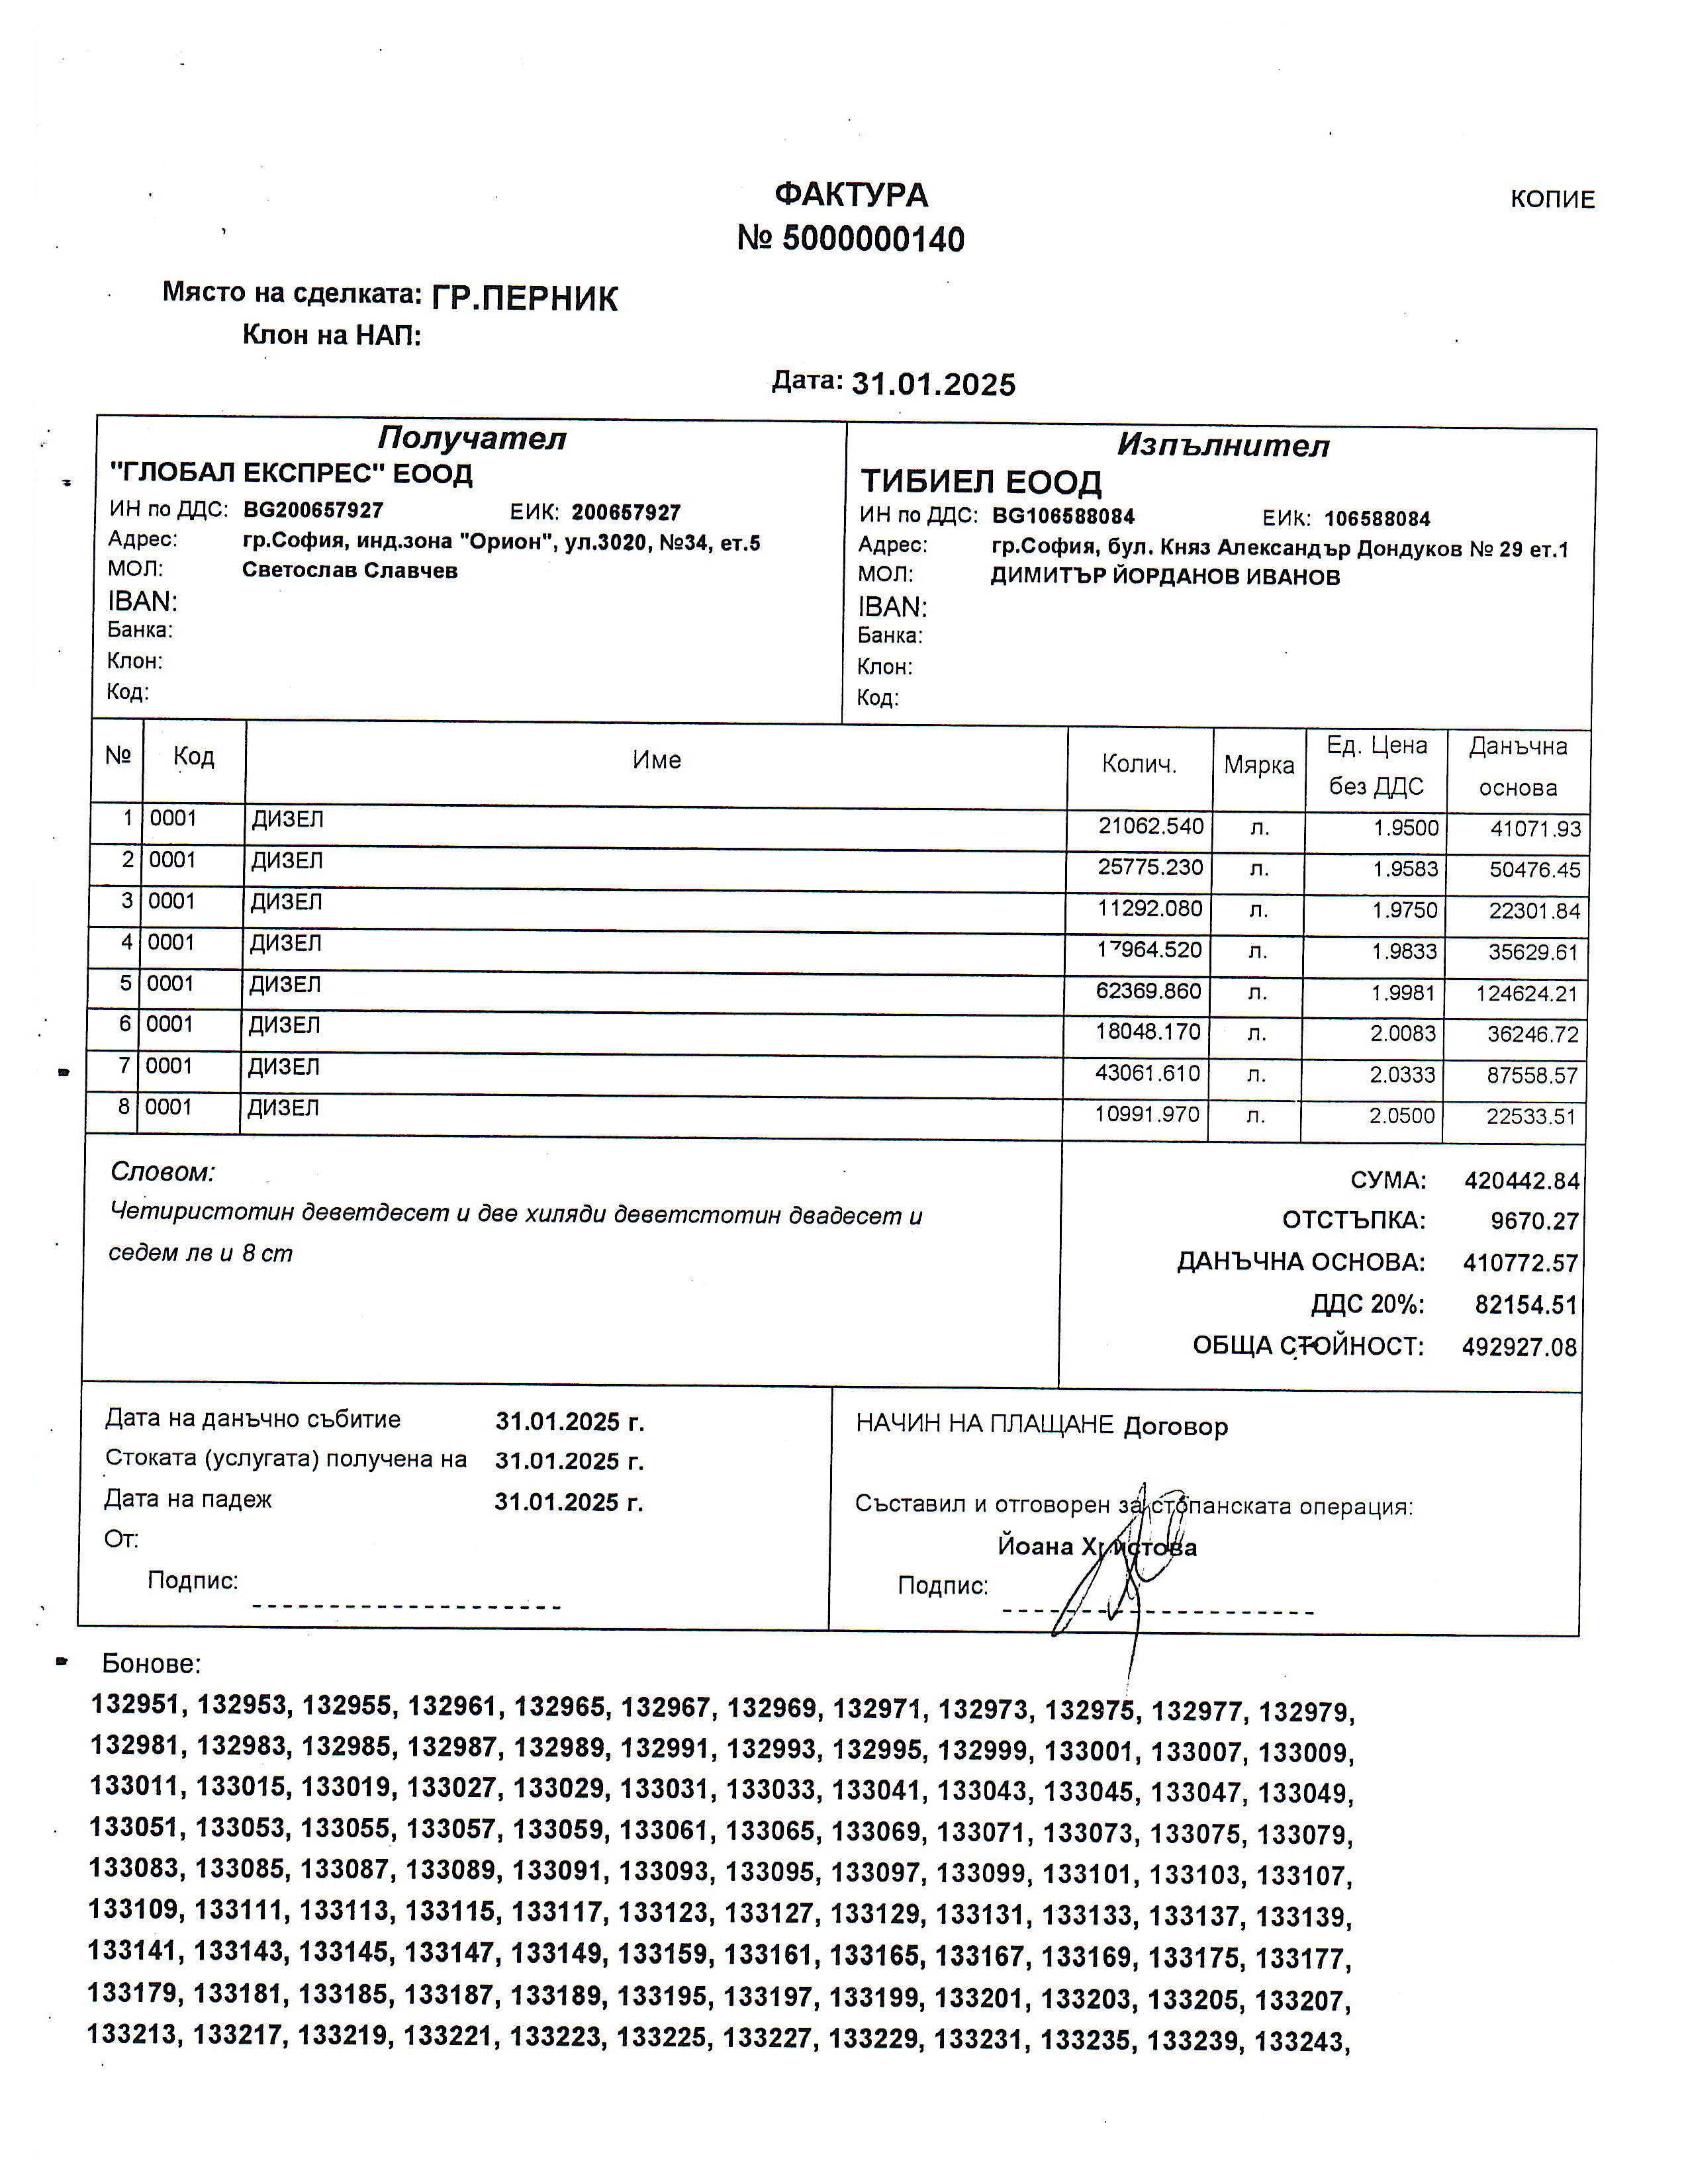 ФАКТУРА
КОПИЕ
№ 5000000140
Място на сделката: ГР.ПЕРНИК
Клон на НАП:
Дата: 31.01.2025
Получател
"ГЛОБАЛ ЕКСПРЕС" ЕООД
ИН по ДДС: BG200657927 ЕИК: 200657927
Адрес: гр.София, инд.зона "Орион", ул.3020, №34, ет.5
МОЛ: Светослав Славчев
IBAN:
Банка:
Клон:
Код:
Изпълнител
ТИБИЕЛ ЕООД
ИН по ДДС: BG106588084 ЕИК: 106588084
Адрес: гр.София, бул. Княз Александър Дондуков № 29 ет.1
МОЛ: ДИМИТЪР ЙОРДАНОВ ИВАНОВ
IBAN:
Банка:
Клон:
Код:
№ Код Име Колич. Мярка Ед. Цена без ДДС Данъчна основа
1 0001 ДИЗЕЛ 21062.540 л. 1.9500 41071.93
2 0001 ДИЗЕЛ 25775.230 л. 1.9583 50476.45
3 0001 ДИЗЕЛ 11292.080 л. 1.9750 22301.84
4 0001 ДИЗЕЛ 17964.520 л. 1.9833 35629.61
5 0001 ДИЗЕЛ 62369.860 л. 1.9981 124624.21
6 0001 ДИЗЕЛ 18048.170 л. 2.0083 36246.72
7 0001 ДИЗЕЛ 43061.610 л. 2.0333 87558.57
8 0001 ДИЗЕЛ 10991.970 л. 2.0500 22533.51
Словом:
Четиристотин деветдесет и две хиляди деветстотин двадесет и
седем лв и 8 ст
СУМА: 420442.84
ОТСТЪПКА: 9670.27
ДАНЪЧНА ОСНОВА: 410772.57
ДДС 20%: 82154.51
ОБЩА СТОЙНОСТ: 492927.08
Дата на данъчно събитие 31.01.2025 г.
Стоката (услугата) получена на 31.01.2025 г.
Дата на падеж 31.01.2025 г.
От:
Подпис:
НАЧИН НА ПЛАЩАНЕ Договор
Съставил и отговорен за стопанската операция:
Йоана Христова
Подпис:
Бонове:
132951, 132953, 132955, 132961, 132965, 132967, 132969, 132971, 132973, 132975, 132977, 132979,
132981, 132983, 132985, 132987, 132989, 132991, 132993, 132995, 132999, 133001, 133007, 133009,
133011, 133015, 133019, 133027, 133029, 133031, 133033, 133041, 133043, 133045, 133047, 133049,
133051, 133053, 133055, 133057, 133059, 133061, 133065, 133069, 133071, 133073, 133075, 133079,
133083, 133085, 133087, 133089, 133091, 133093, 133095, 133097, 133099, 133101, 133103, 133107,
133109, 133111, 133113, 133115, 133117, 133123, 133127, 133129, 133131, 133133, 133137, 133139,
133141, 133143, 133145, 133147, 133149, 133159, 133161, 133165, 133167, 133169, 133175, 133177,
133179, 133181, 133185, 133187, 133189, 133195, 133197, 133199, 133201, 133203, 133205, 133207,
133213, 133217, 133219, 133221, 133223, 133225, 133227, 133229, 133231, 133235, 133239, 133243,